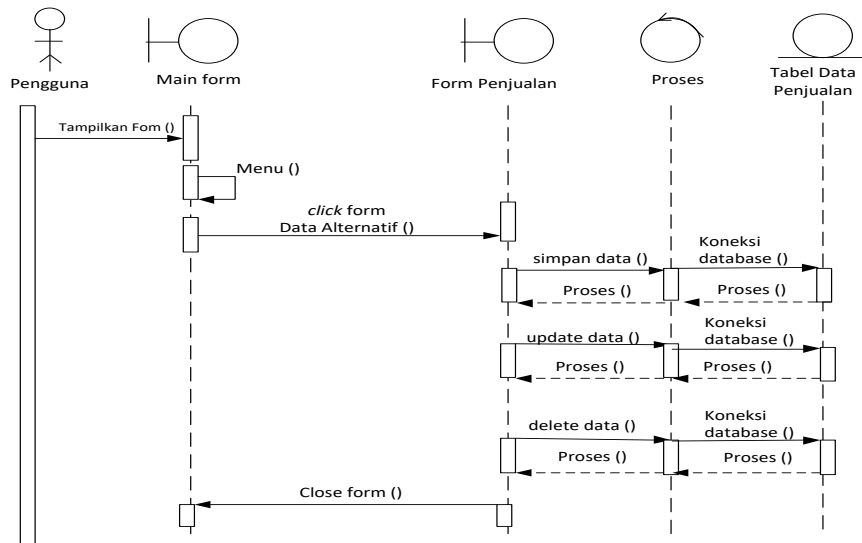 Pengguna
Main form
Form Penjualan
Proses
Tabel Data
Penjualan
Tampilkan Fom ()
Menu ()
click form
Data Alternatif ()
simpan data ()
Koneksi
database ()
Proses ()
Proses ()
update data ()
Koneksi
database ()
Proses ()
Proses ()
delete data ()
Koneksi
database ()
Proses ()
Proses ()
Close form ()